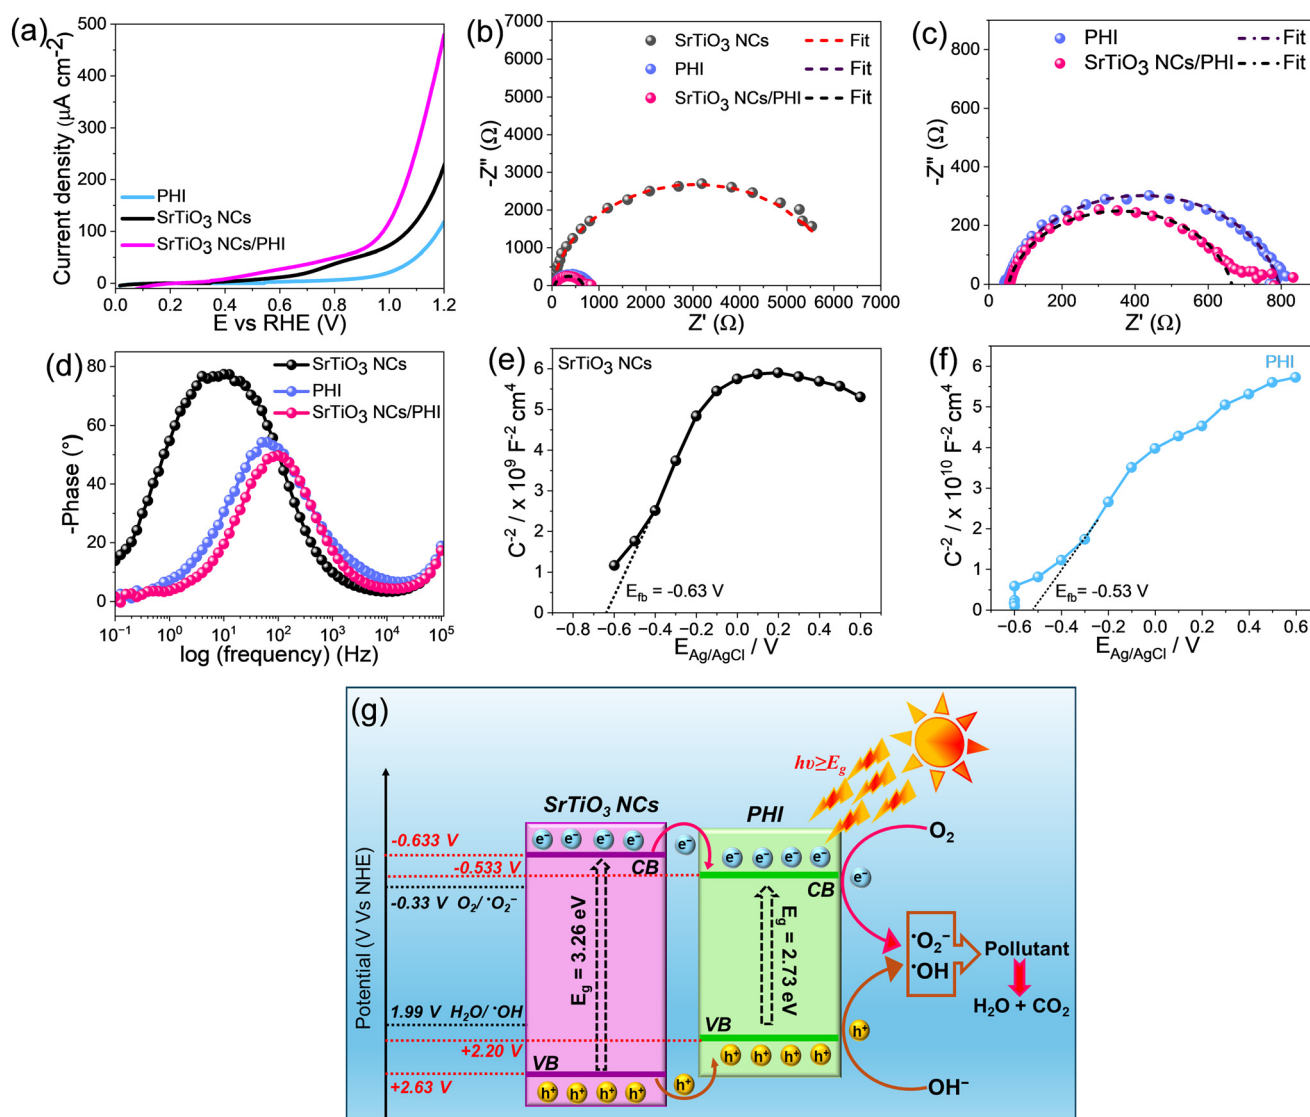 (a)
Current density (µA cm⁻²)
500
400
300
200
100
0
PHI
SrTiO₃ NCs
SrTiO₃ NCs/PHI
0.0 0.2 0.4 0.6 0.8 1.0 1.2
E vs RHE (V)
(b)
-Z'' (Ω)
7000
6000
5000
4000
3000
2000
1000
0
SrTiO₃ NCs Fit
PHI Fit
SrTiO₃ NCs/PHI Fit
0 1000 2000 3000 4000 5000 6000 7000
Z' (Ω)
(c)
-Z'' (Ω)
800
600
400
200
0
PHI Fit
SrTiO₃ NCs/PHI Fit
0 200 400 600 800
Z' (Ω)
(d)
-Phase (°)
80
60
40
20
0
SrTiO₃ NCs
PHI
SrTiO₃ NCs/PHI
10⁻¹ 10⁰ 10¹ 10² 10³ 10⁴ 10⁵
log (frequency) (Hz)
(e)
SrTiO₃ NCs
C⁻² / x 10⁹ F⁻² cm⁴
6
5
4
3
2
1
0
E_fb = -0.63 V
−0.8 −0.6 −0.4 −0.2 0.0 0.2 0.4 0.6
E_Ag/AgCl / V
(f)
PHI
C⁻² / x 10¹⁰ F⁻² cm⁴
6
5
4
3
2
1
0
E_fb= -0.53 V
−0.6 −0.4 −0.2 0.0 0.2 0.4 0.6
E_Ag/AgCl / V
(g)
Potential (V Vs NHE)
hυ≥E_g
SrTiO₃ NCs
PHI
e⁻ e⁻ e⁻ e⁻
e⁻
e⁻ e⁻ e⁻ e⁻
e⁻
O₂
-0.633 V
-0.533 V
CB
CB
-0.33 V O₂/ •O₂⁻
E_g = 3.26 eV
E_g = 2.73 eV
•O₂⁻
•OH
Pollutant
H₂O + CO₂
1.99 V H₂O/ •OH
+2.20 V
+2.63 V
VB
VB
h⁺ h⁺ h⁺ h⁺
h⁺
h⁺ h⁺ h⁺ h⁺
h⁺
OH⁻